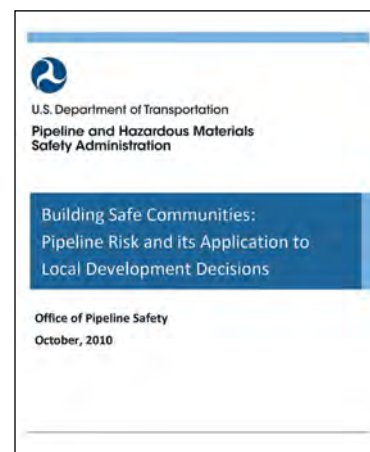 U.S. Department of Transportation
Pipeline and Hazardous Materials
Safety Administration
Building Safe Communities:
Pipeline Risk and its Application to
Local Development Decisions
Office of Pipeline Safety
October, 2010